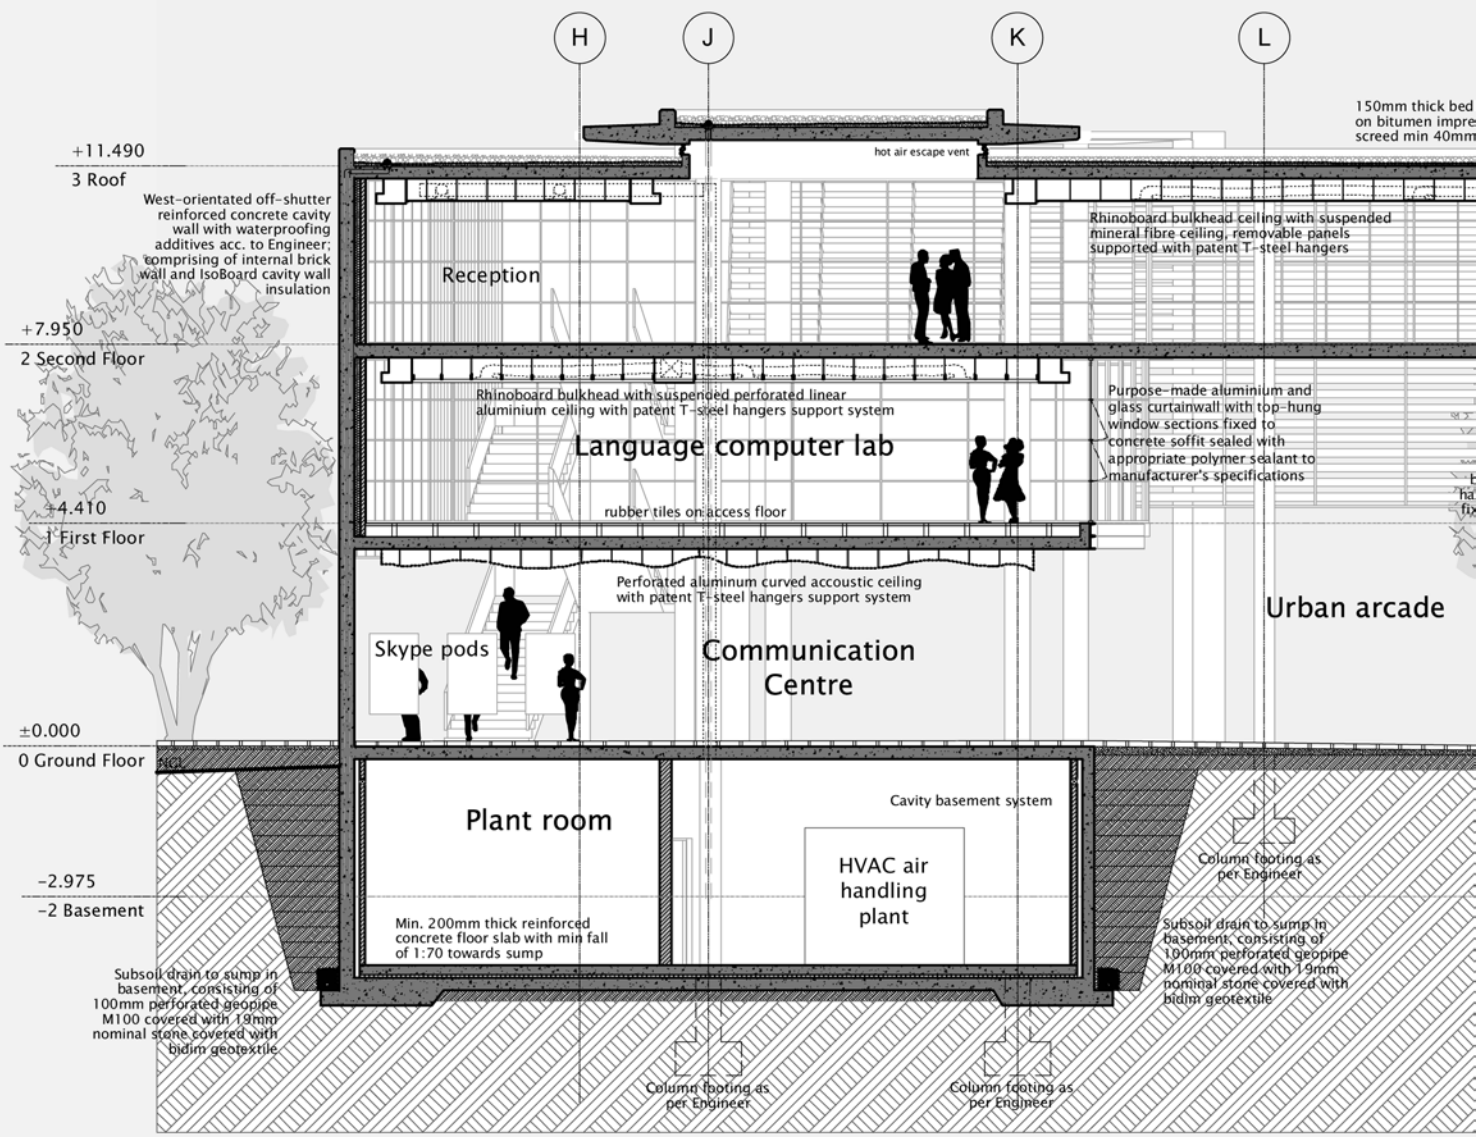 H
J
K
L
150mm thick bed
on bitumen impre
screed min 40mm
hot air escape vent
+11.490
3 Roof
West-orientated off-shutter
reinforced concrete cavity
wall with waterproofing
additives acc. to Engineer;
comprising of internal brick
wall and IsoBoard cavity wall
insulation
Reception
Rhinoboard bulkhead ceiling with suspended
mineral fibre ceiling, removable panels
supported with patent T-steel hangers
+7.950
2 Second Floor
Rhinoboard bulkhead with suspended perforated linear
aluminium ceiling with patent T-steel hangers support system
Language computer lab
Purpose-made aluminium and
glass curtainwall with top-hung
window sections fixed to
concrete soffit sealed with
appropriate polymer sealant to
manufacturer's specifications
b
ha
fix
+4.410
1 First Floor
rubber tiles on access floor
Perforated aluminum curved accoustic ceiling
with patent T-steel hangers support system
Urban arcade
Skype pods
Communication
Centre
±0.000
0 Ground Floor
NGL
Plant room
Cavity basement system
HVAC air
handling
plant
Column footing as
per Engineer
-2.975
-2 Basement
Min. 200mm thick reinforced
concrete floor slab with min fall
of 1:70 towards sump
Subsoil drain to sump in
basement, consisting of
100mm perforated geopipe
M100 covered with 19mm
nominal stone covered with
bidim geotextile
Subsoil drain to sump in
basement, consisting of
100mm perforated geopipe
M100 covered with 19mm
nominal stone covered with
bidim geotextile
Column footing as
per Engineer
Column footing as
per Engineer